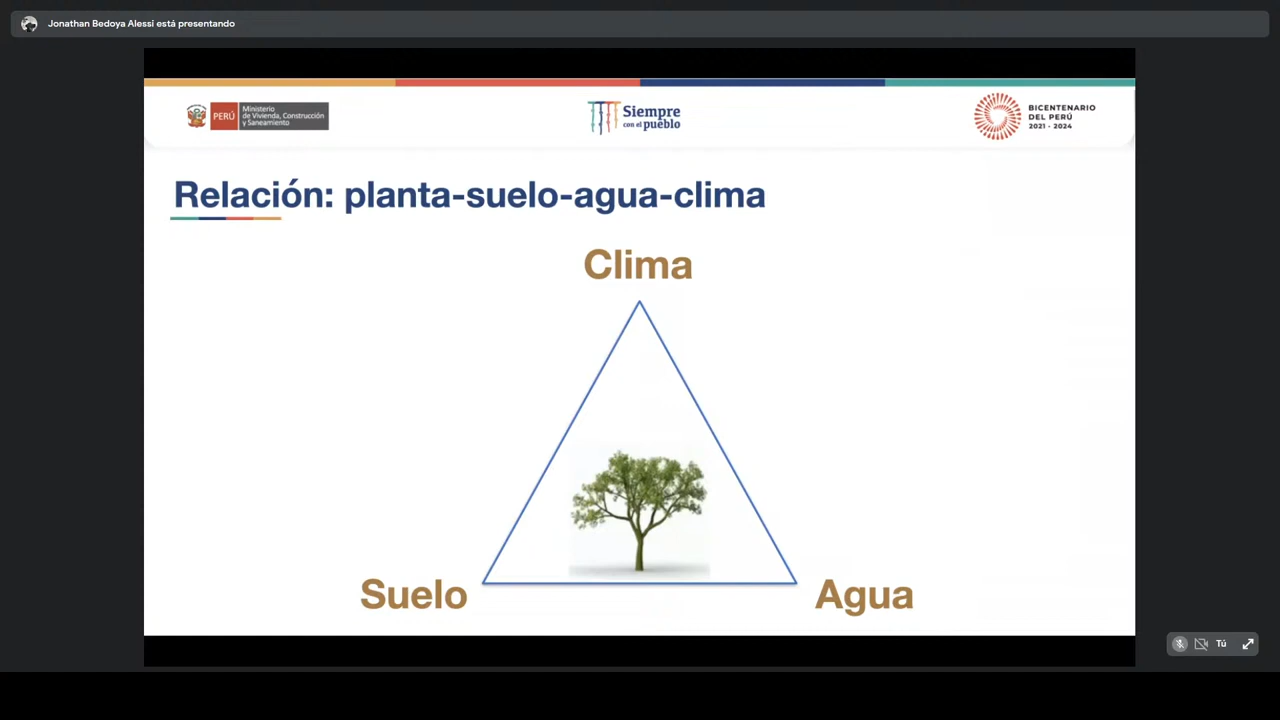 Jonathan Bedoya Alessi está presentando
PERÚ
Ministerio
de Vivienda, Construcción
y Saneamiento
Siempre
con el pueblo
BICENTENARIO
DEL PERÚ
2021 - 2024
Relación: planta-suelo-agua-clima
Clima
Suelo
Agua
Tú